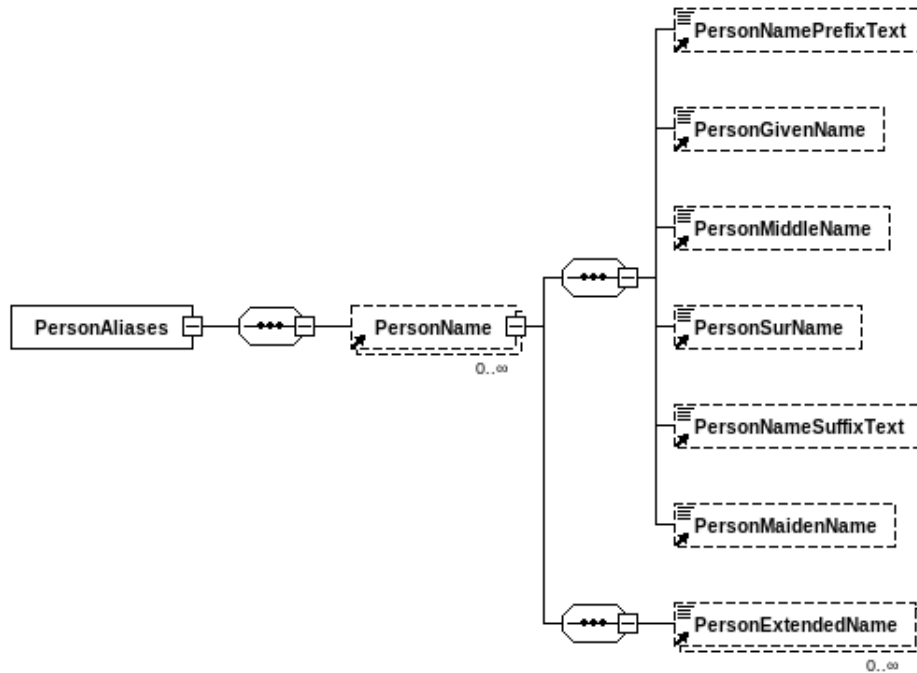 PersonNamePrefixText
PersonGivenName
PersonMiddleName
PersonAliases
PersonName
0..∞
PersonSurName
PersonNameSuffixText
PersonMaidenName
PersonExtendedName
0..∞